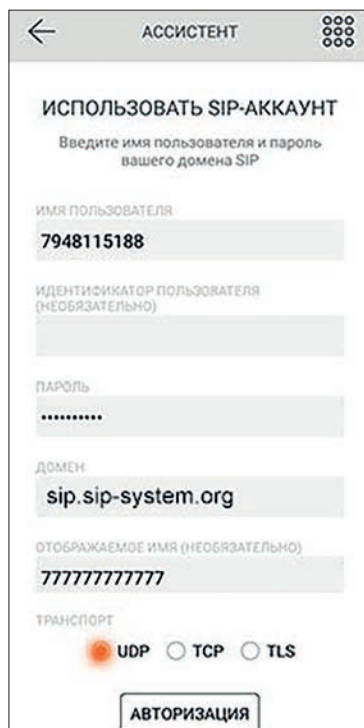 АССИСТЕНТ
ИСПОЛЬЗОВАТЬ SIP-АККАУНТ
Введите имя пользователя и пароль
вашего домена SIP
ИМЯ ПОЛЬЗОВАТЕЛЯ
7948115188
ИДЕНТИФИКАТОР ПОЛЬЗОВАТЕЛЯ
(НЕОБЯЗАТЕЛЬНО)
ПАРОЛЬ
••••••••••
ДОМЕН
sip.sip-system.org
ОТОБРАЖАЕМОЕ ИМЯ (НЕОБЯЗАТЕЛЬНО)
777777777777
ТРАНСПОРТ
UDP TCP TLS
АВТОРИЗАЦИЯ